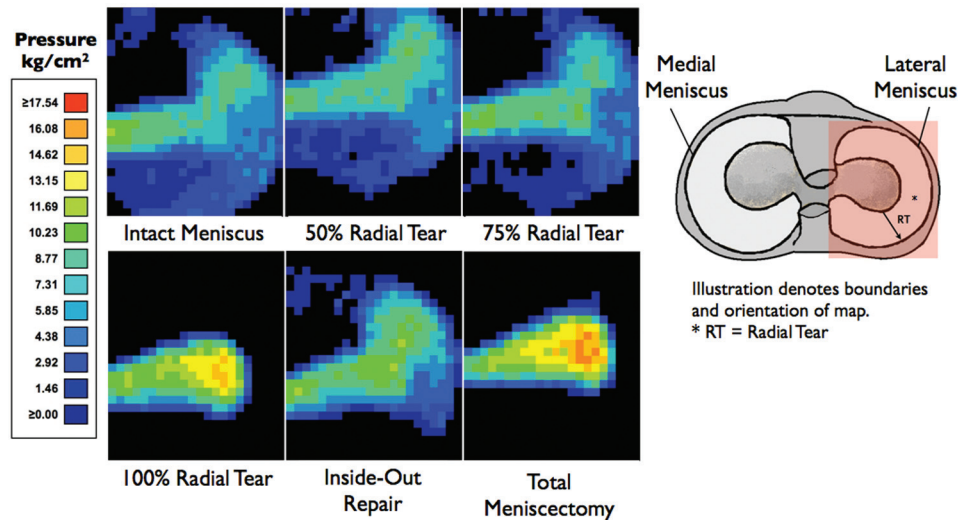 Pressure
kg/cm²
≥17.54
16.08
14.62
13.15
11.69
10.23
8.77
7.31
5.85
4.38
2.92
1.46
≥0.00
Intact Meniscus
50% Radial Tear
75% Radial Tear
100% Radial Tear
Inside-Out
Repair
Total
Meniscectomy
Medial
Meniscus
Lateral
Meniscus
*
RT
Illustration denotes boundaries
and orientation of map.
* RT = Radial Tear